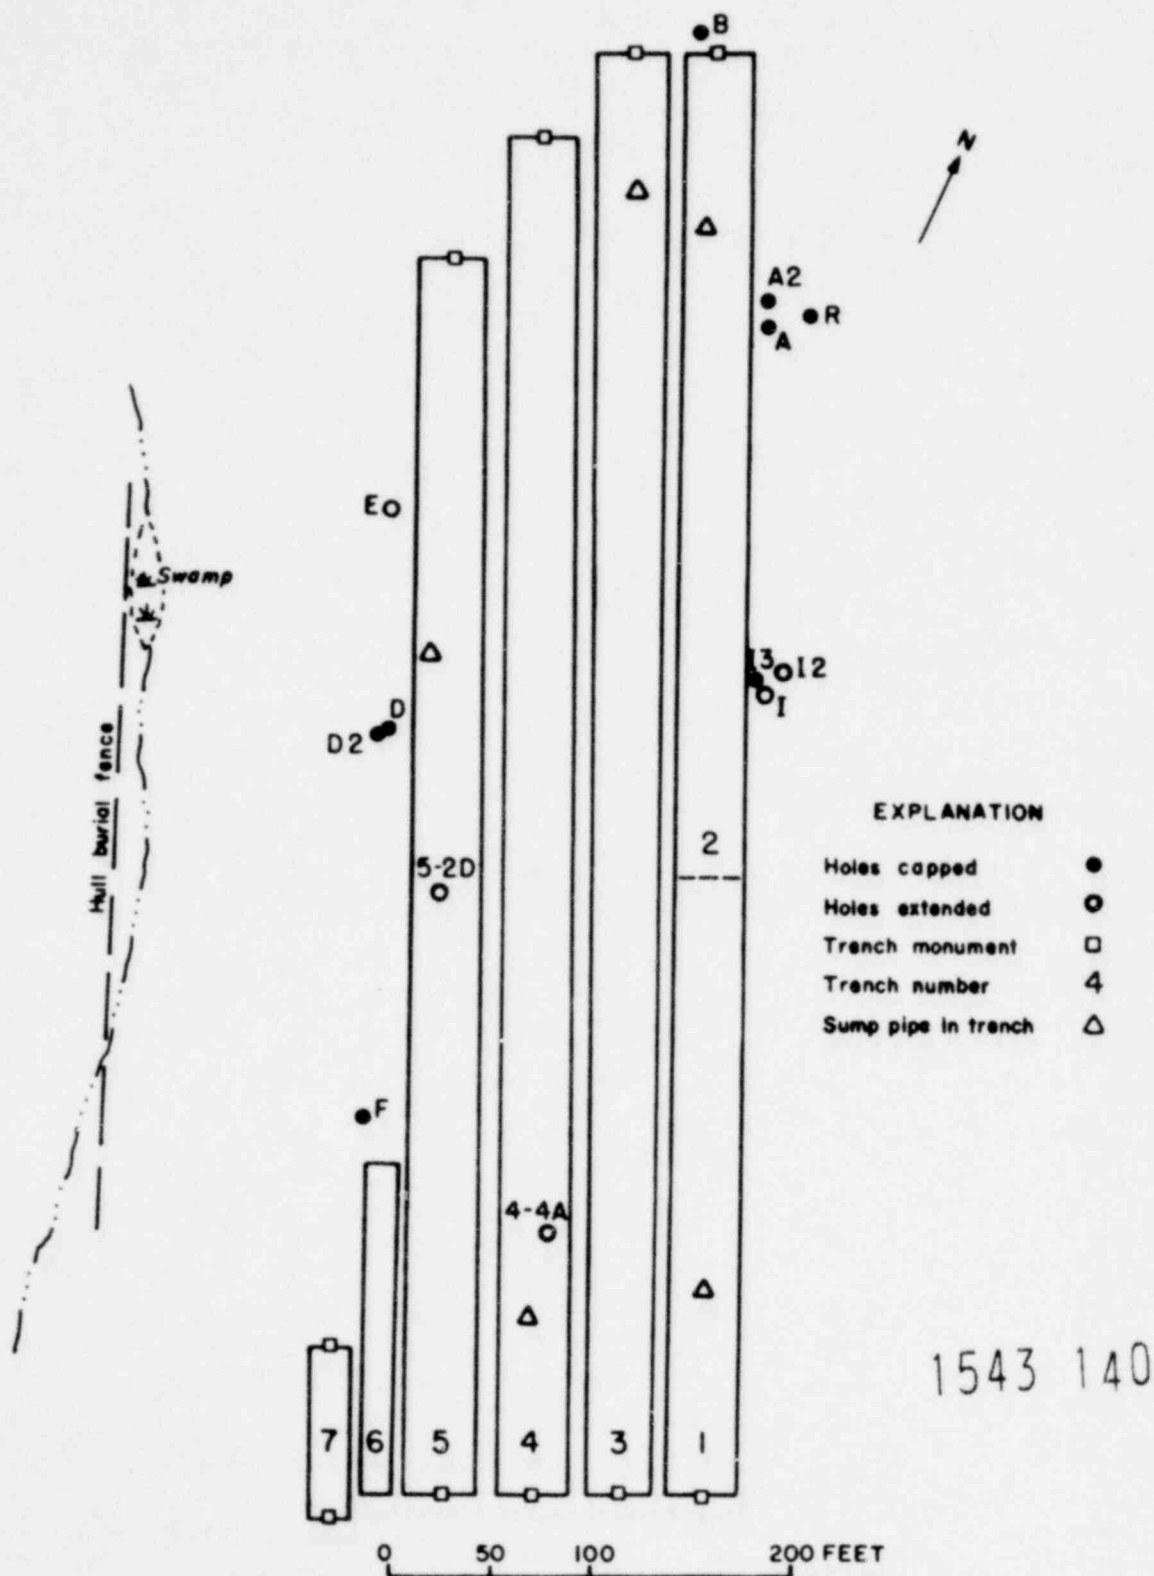 B
N
A2
R
A
E
Swamp
I3
I2
I
D
D2
Hull burial fence
EXPLANATION
2
5-2D
Holes capped
Holes extended
Trench monument
Trench number 4
Sump pipe in trench
F
4-4A
1543 140
7 6 5 4 3 1
0 50 100 200 FEET